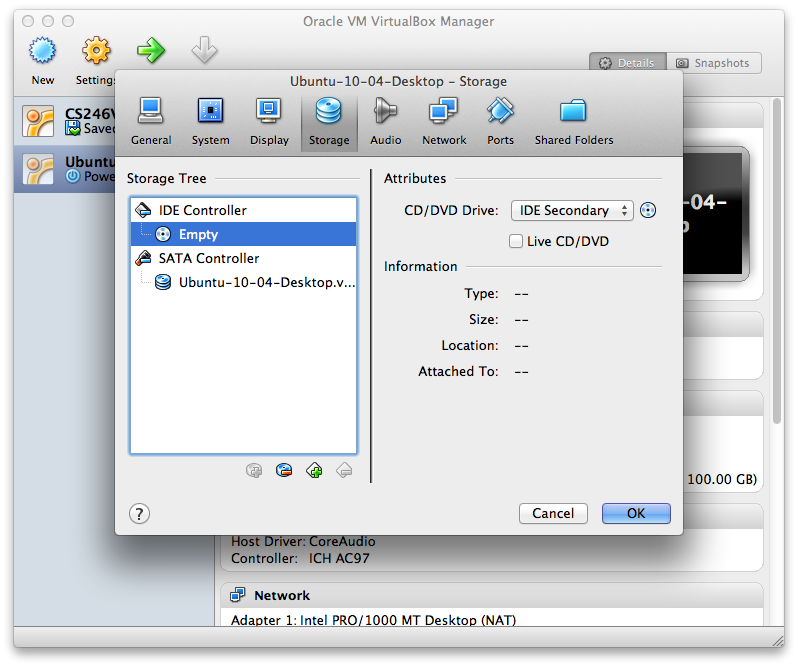 Oracle VM VirtualBox Manager
New
Settings
Details
Snapshots
Ubuntu-10-04-Desktop – Storage
General
System
Display
Storage
Audio
Network
Ports
Shared Folders
CS246V
Saved
Ubuntu
Powe
-04-
p
Storage Tree
IDE Controller
Empty
SATA Controller
Ubuntu-10-04-Desktop.v...
Attributes
CD/DVD Drive: IDE Secondary
Live CD/DVD
Information
Type: --
Size: --
Location: --
Attached To: --
100.00 GB)
?
Cancel
OK
Host Driver: CoreAudio
Controller: ICH AC97
Network
Adapter 1: Intel PRO/1000 MT Desktop (NAT)